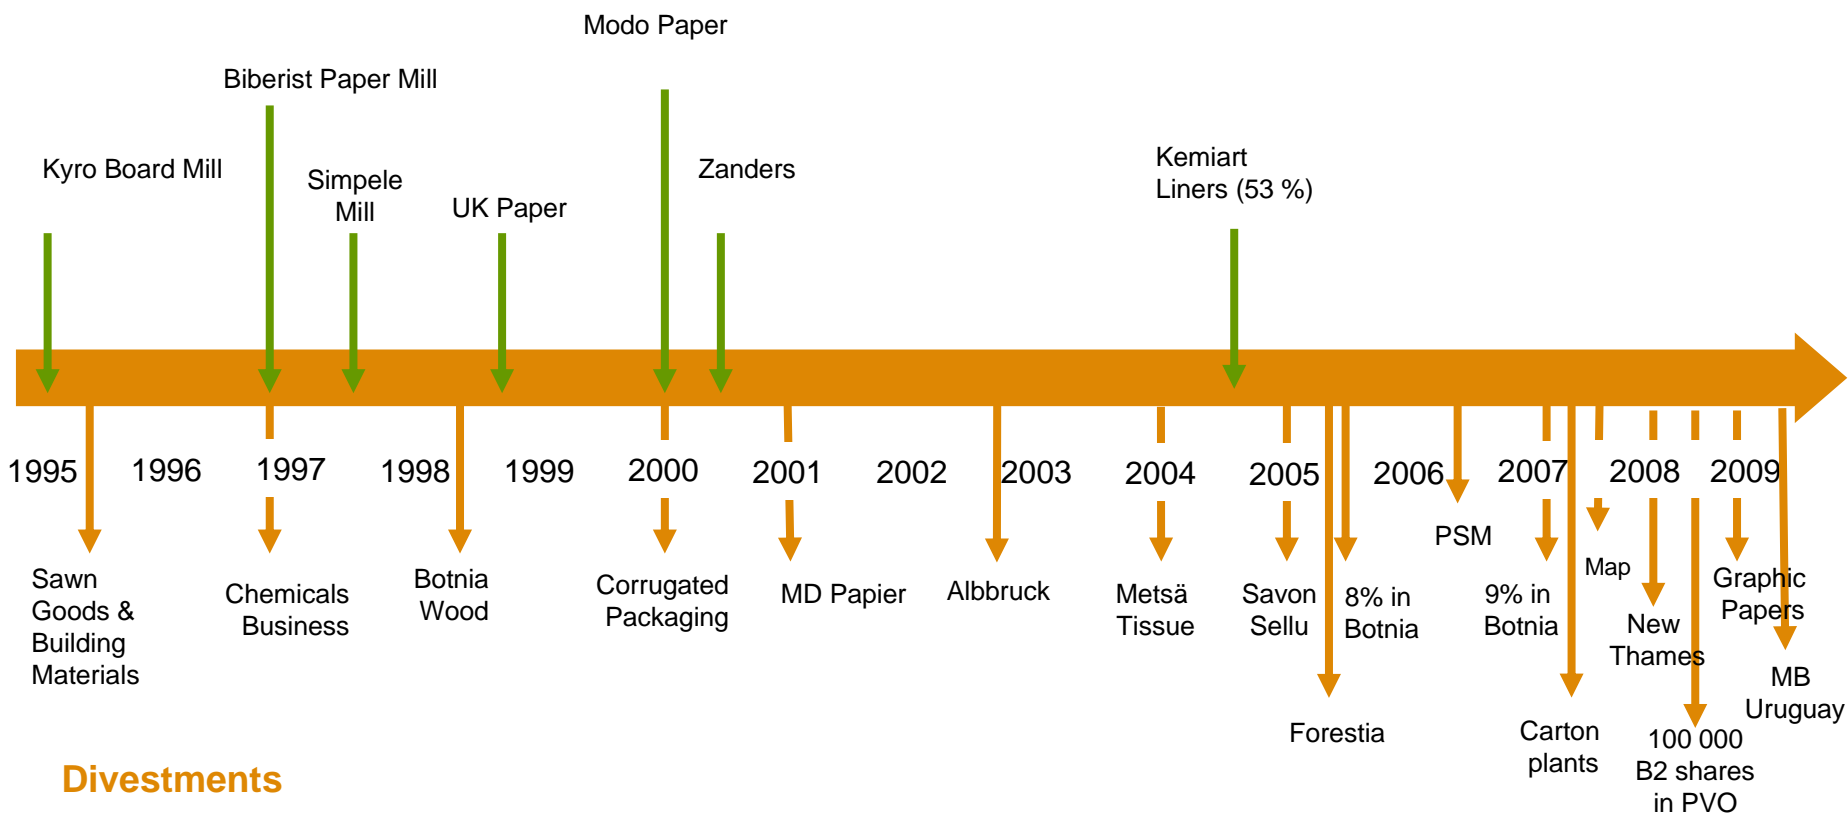 Modo Paper
Biberist Paper Mill
Kyro Board Mill
Simpele
Mill
UK Paper
Zanders
Kemiart
Liners (53 %)
1995
1996
1997
1998
1999
2000
2001
2002
2003
2004
2005
2006
2007
2008
2009
Sawn
Goods &
Building
Materials
Chemicals
Business
Botnia
Wood
Corrugated
Packaging
MD Papier
Albbruck
Metsä
Tissue
Savon
Sellu
Forestia
8% in
Botnia
PSM
9% in
Botnia
Carton
plants
Map
New
Thames
100 000
B2 shares
in PVO
Graphic
Papers
MB
Uruguay
Divestments